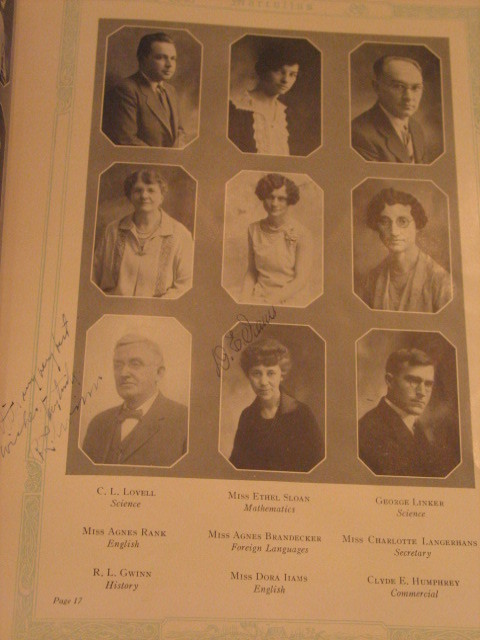 C. L. LOVELL
Science
MISS ETHEL SLOAN
Mathematics
GEORGE LINKER
Science
MISS AGNES RANK
English
MISS AGNES BRANDECKER
Foreign Languages
MISS CHARLOTTE LANGERHANS
Secretary
R. L. GWINN
History
MISS DORA IIAMS
English
CLYDE E. HUMPHREY
Commercial
Page 17